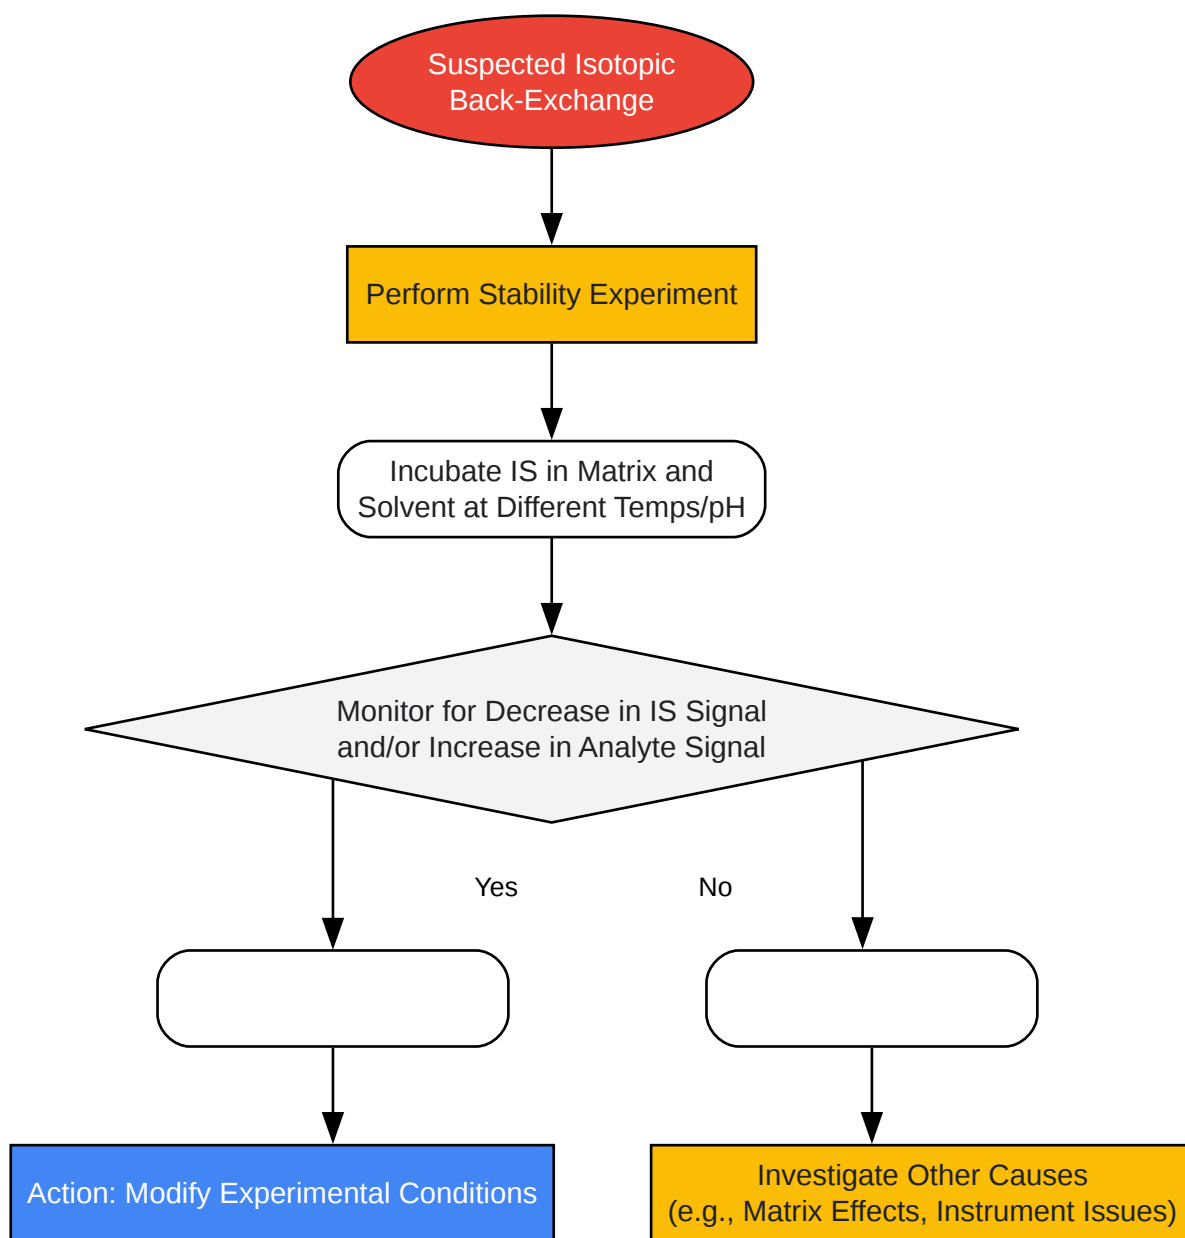 Suspected Isotopic
Back-Exchange
Perform Stability Experiment
Incubate IS in Matrix and
Solvent at Different Temps/pH
Monitor for Decrease in IS Signal
and/or Increase in Analyte Signal
Yes
No
Action: Modify Experimental Conditions
Investigate Other Causes
(e.g., Matrix Effects, Instrument Issues)